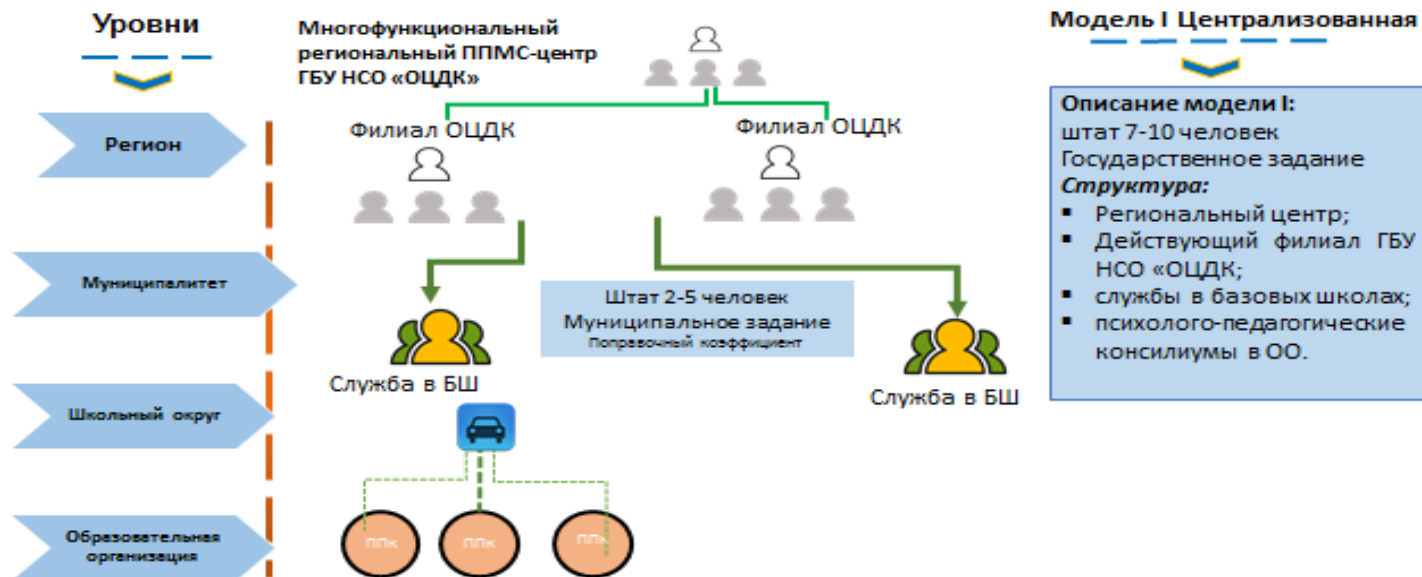 Уровни
Регион
Муниципалитет
Школьный округ
Образовательная
организация
Многофункциональный
региональный ППМС-центр
ГБУ НСО «ОЦДК»
Филиал ОЦДК
Филиал ОЦДК
Штат 2-5 человек
Муниципальное задание
Поправочный коэффициент
Служба в БШ
Служба в БШ
ППк
ППк
ППк
Модель I Централизованная
Описание модели I:
штат 7-10 человек
Государственное задание
Структура:
▪ Региональный центр;
▪ Действующий филиал ГБУ
НСО «ОЦДК;
▪ службы в базовых школах;
▪ психолого-педагогические
консилиумы в ОО.